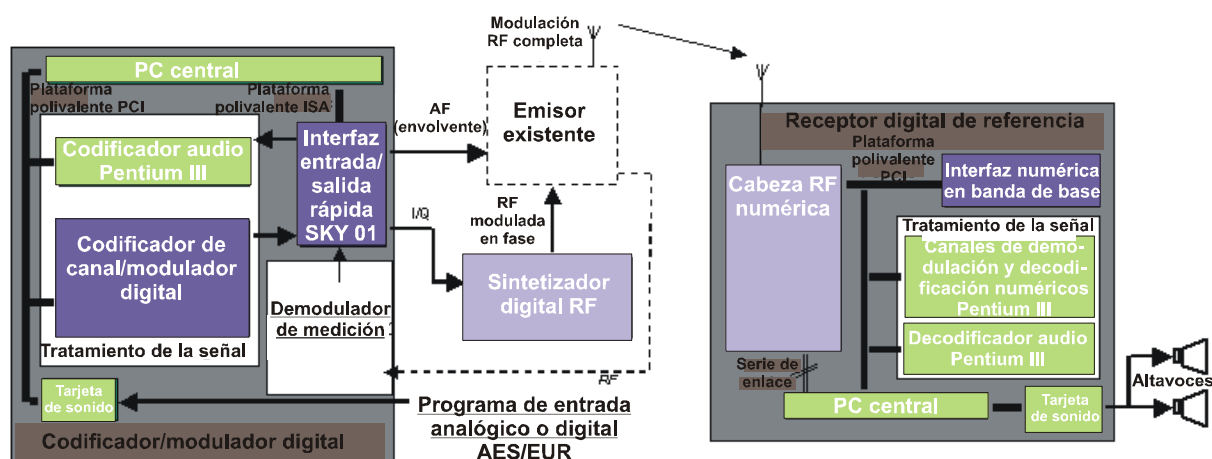 Modulación
RF completa
PC central
Plataforma
polivalente PCI
Plataforma
polivalente ISA
Codificador audio
Pentium III
Interfaz
entrada/
salida
rápida
SKY 01
Codificador de
canal/modulador
digital
Tratamiento de la señal
Demodulador
de medición
Tarjeta
de sonido
Codificador/modulador digital
AF
(envolvente)
Emisor
existente
I/Q
RF
modulada
en fase
Sintetizador
digital RF
RF
Programa de entrada
analógico o digital
AES/EUR
Receptor digital de referencia
Plataforma
polivalente
PCI
Cabeza RF
numérica
Interfaz numérica
en banda de base
Tratamiento de la señal
Canales de demo-
dulación y decodi-
ficación numéricos
Pentium III
Decodificador audio
Pentium III
Serie de
enlace
PC central
Tarjeta
de sonido
Altavoces